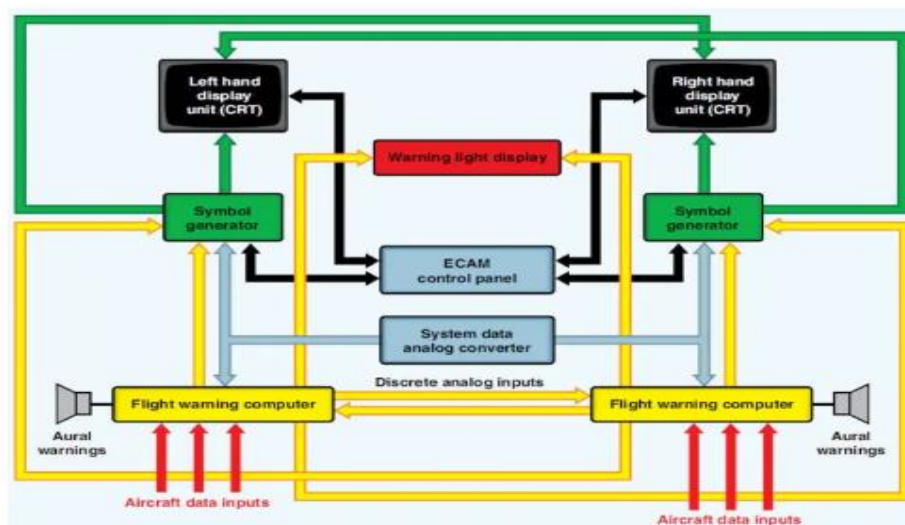 Left hand
display
unit (CRT)
Right hand
display
unit (CRT)
Warning light display
Symbol
generator
Symbol
generator
ECAM
control panel
System data
analog converter
Discrete analog inputs
Flight warning computer
Flight warning computer
Aural
warnings
Aural
warnings
Aircraft data inputs
Aircraft data inputs